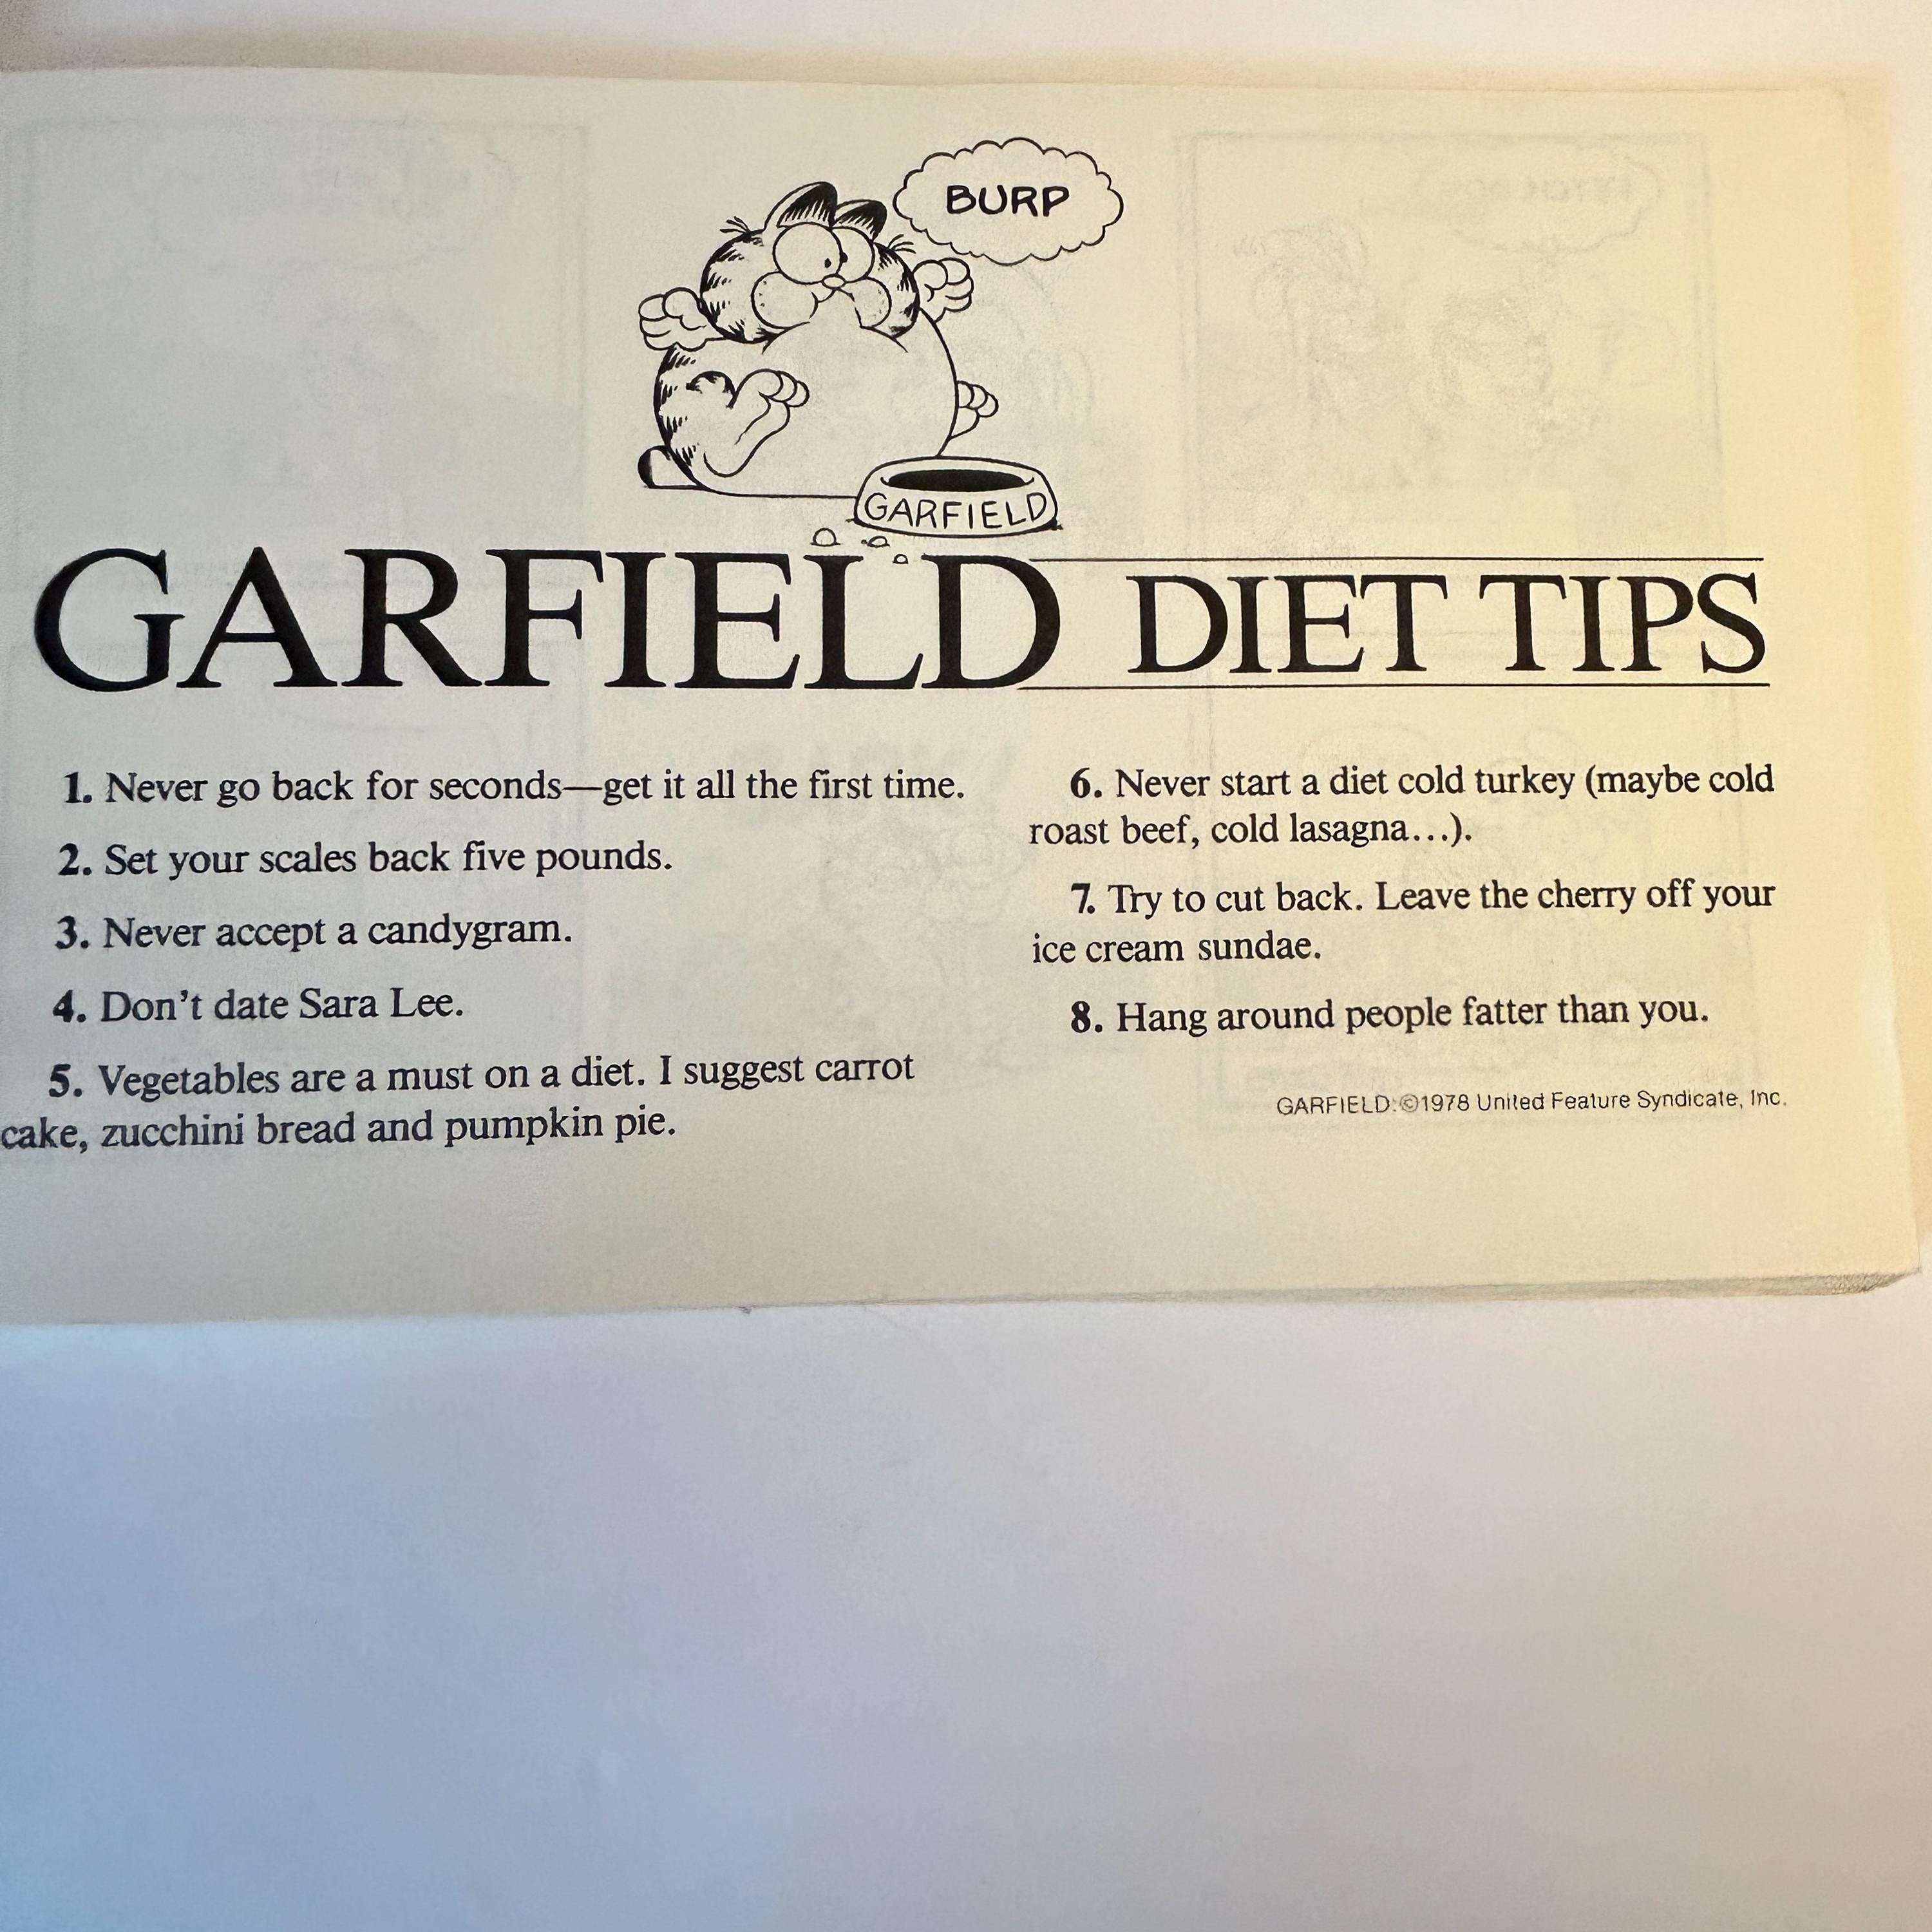 BURP
GARFIELD
GARFIELD DIET TIPS
1. Never go back for seconds—get it all the first time.
2. Set your scales back five pounds.
3. Never accept a candygram.
4. Don't date Sara Lee.
5. Vegetables are a must on a diet. I suggest carrot
cake, zucchini bread and pumpkin pie.
6. Never start a diet cold turkey (maybe cold
roast beef, cold lasagna...).
7. Try to cut back. Leave the cherry off your
ice cream sundae.
8. Hang around people fatter than you.
GARFIELD: ©1978 United Feature Syndicate, Inc.